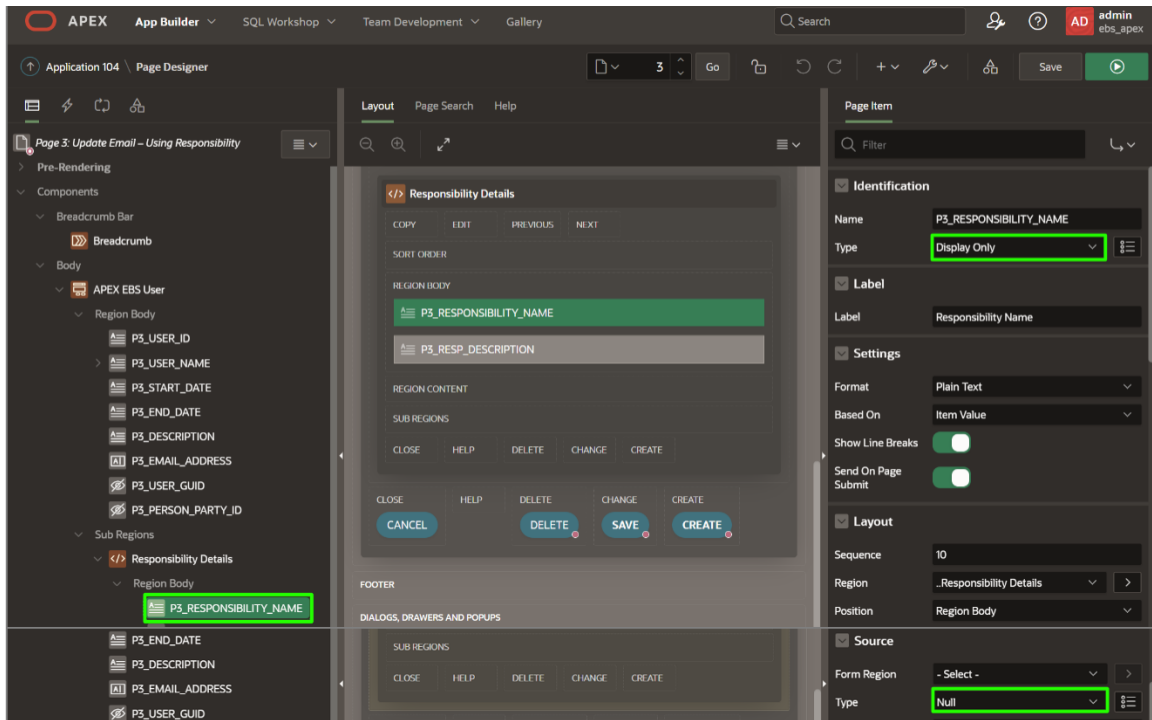 APEX App Builder SQL Workshop Team Development Gallery Search AD admin ebs_apex
Application 104 \ Page Designer 3 Go Save
Page 3: Update Email – Using Responsibility
Pre-Rendering
Components
Breadcrumb Bar
Breadcrumb
Body
APEX EBS User
Region Body
P3_USER_ID
P3_USER_NAME
P3_START_DATE
P3_END_DATE
P3_DESCRIPTION
P3_EMAIL_ADDRESS
P3_USER_GUID
P3_PERSON_PARTY_ID
Sub Regions
Responsibility Details
Region Body
P3_RESPONSIBILITY_NAME
P3_END_DATE
P3_DESCRIPTION
P3_EMAIL_ADDRESS
P3_USER_GUID
Layout Page Search Help
Responsibility Details
COPY EDIT PREVIOUS NEXT
SORT ORDER
REGION BODY
P3_RESPONSIBILITY_NAME
P3_RESP_DESCRIPTION
REGION CONTENT
SUB REGIONS
CLOSE HELP DELETE CHANGE CREATE
CLOSE HELP DELETE CHANGE CREATE
CANCEL DELETE SAVE CREATE
FOOTER
DIALOGS, DRAWERS AND POPUPS
SUB REGIONS
CLOSE HELP DELETE CHANGE CREATE
Page Item
Filter
Identification
Name P3_RESPONSIBILITY_NAME
Type Display Only
Label
Label Responsibility Name
Settings
Format Plain Text
Based On Item Value
Show Line Breaks
Send On Page
Submit
Layout
Sequence 10
Region ..Responsibility Details
Position Region Body
Source
Form Region - Select -
Type Null